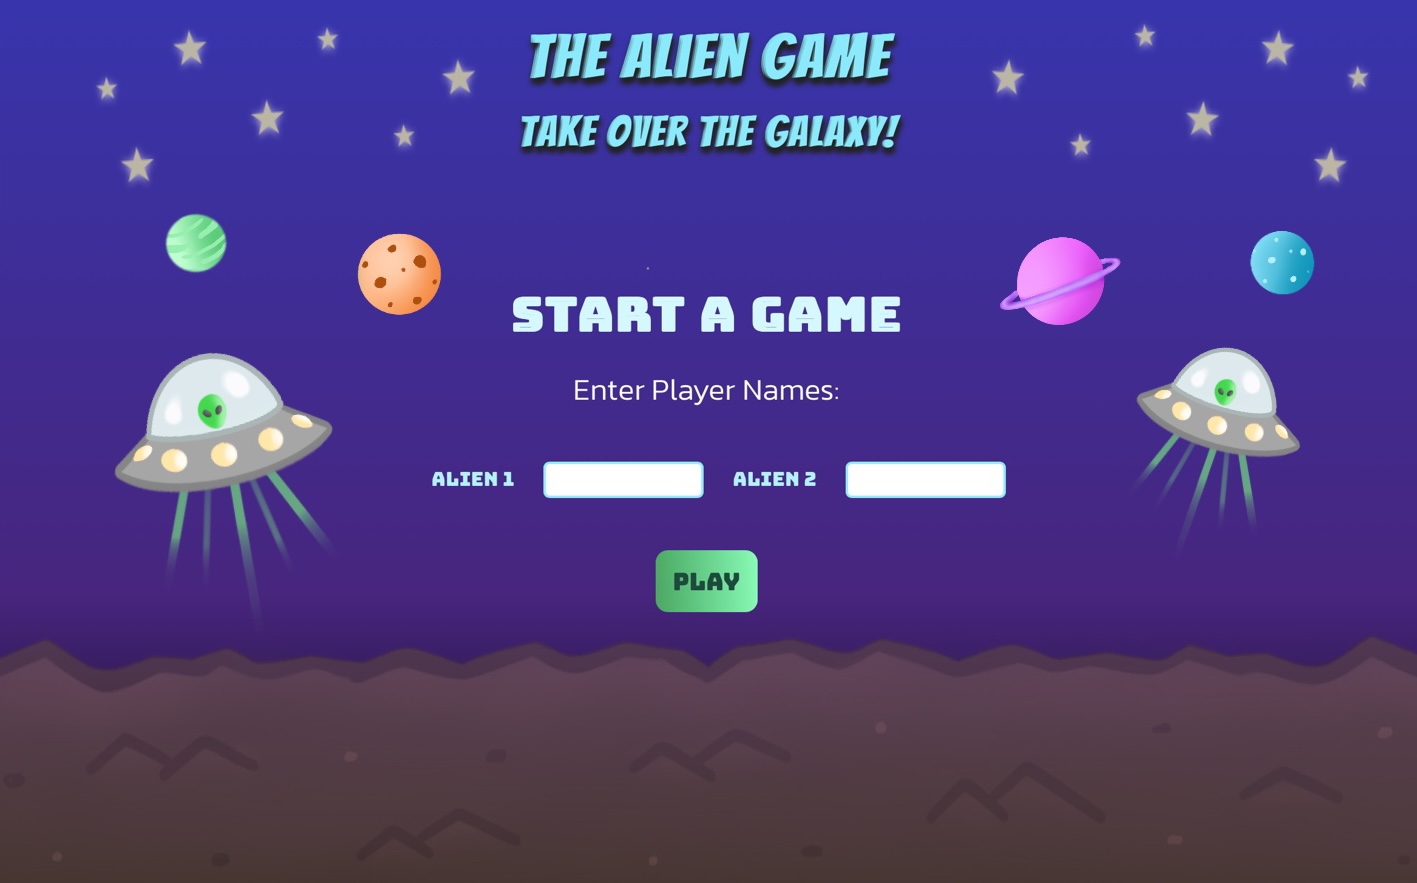 THE ALIEN GAME
TAKE OVER THE GALAXY!
START A GAME
Enter Player Names:
ALIEN 1 ALIEN 2
PLAY